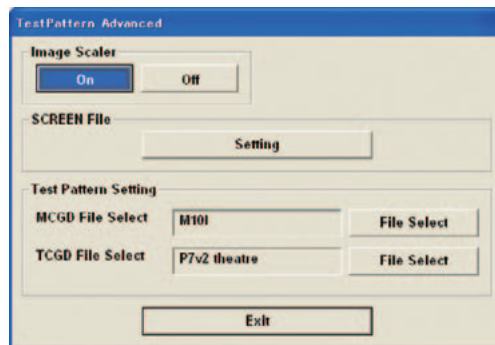 TestPattern Advanced
Image Scaler
On Off
SCREEN File
Setting
Test Pattern Setting
MCGD File Select M10I File Select
TCGD File Select P7v2 theatre File Select
Exit